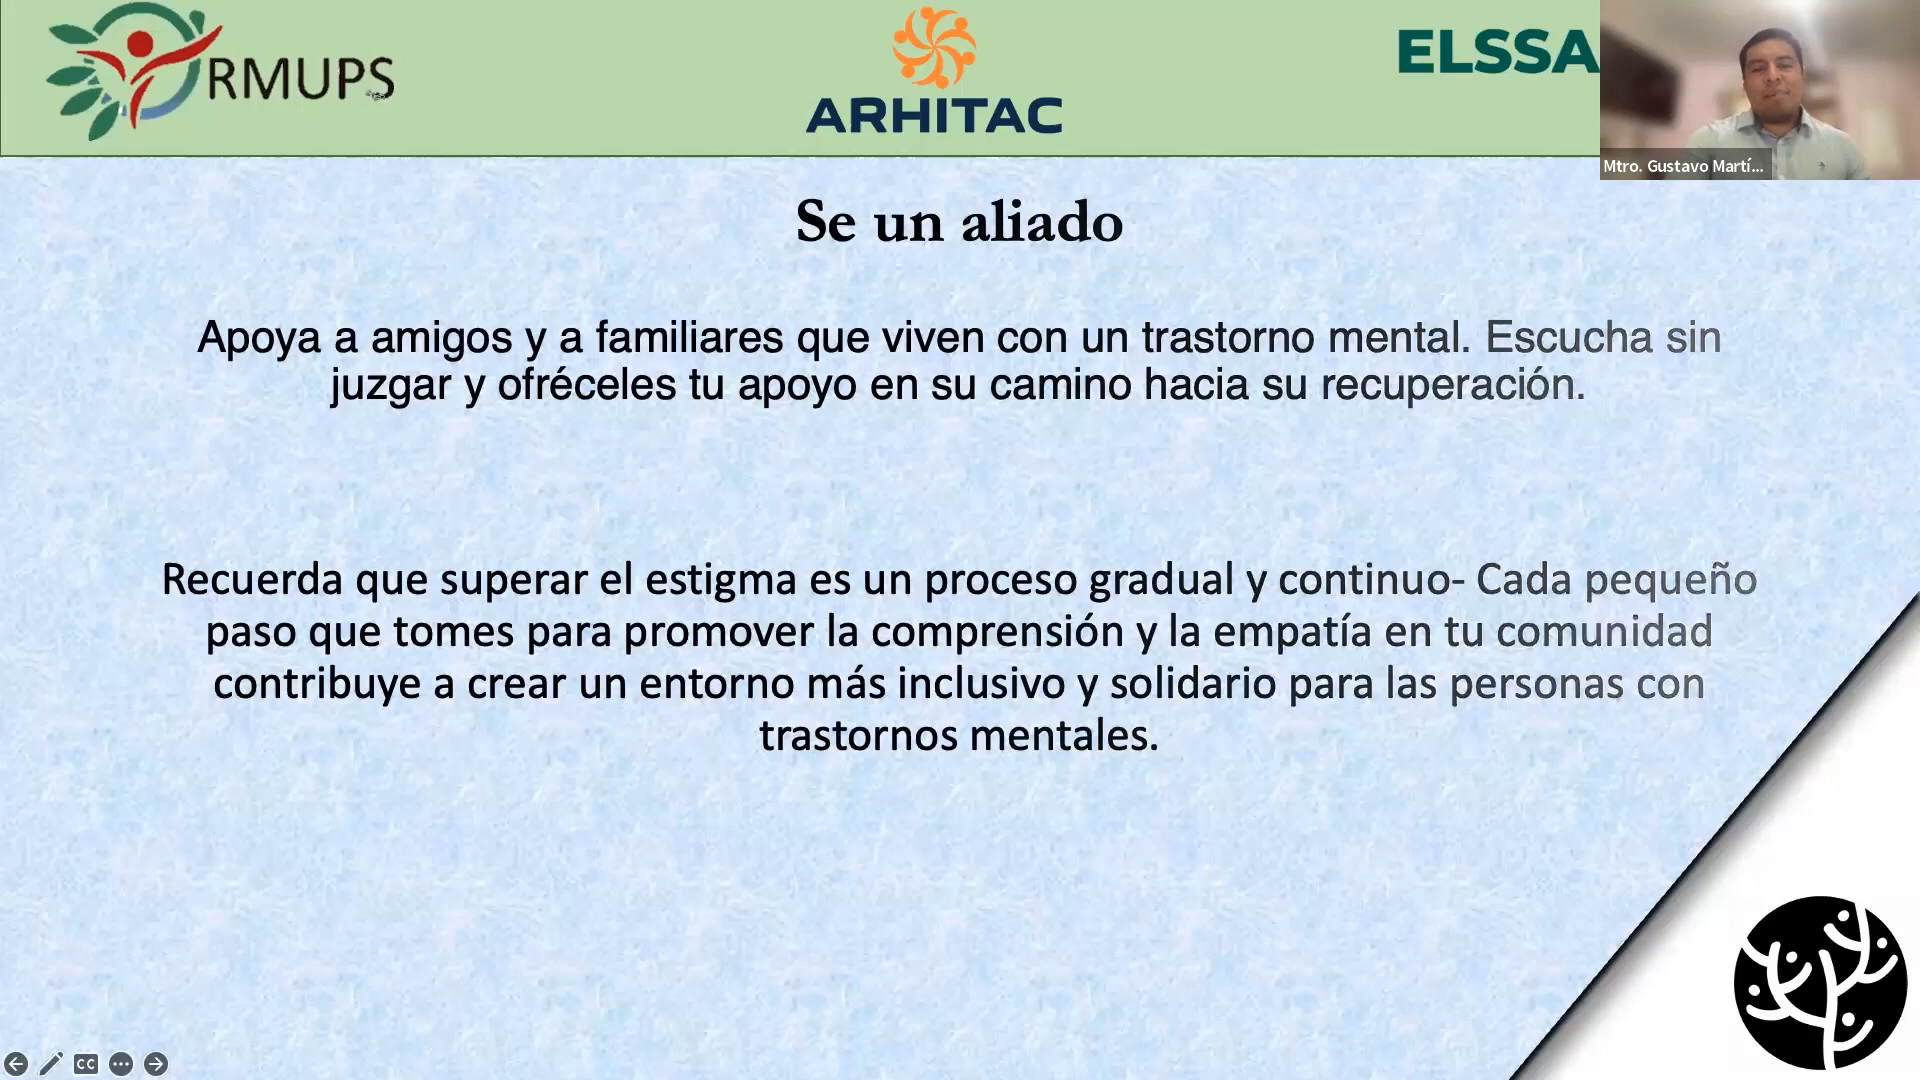 RMUPS
ARHITAC
ELSSA
Mtro. Gustavo Martí...
Se un aliado
Apoya a amigos y a familiares que viven con un trastorno mental. Escucha sin
juzgar y ofréceles tu apoyo en su camino hacia su recuperación.
Recuerda que superar el estigma es un proceso gradual y continuo- Cada pequeño
paso que tomes para promover la comprensión y la empatía en tu comunidad
contribuye a crear un entorno más inclusivo y solidario para las personas con
trastornos mentales.
CC